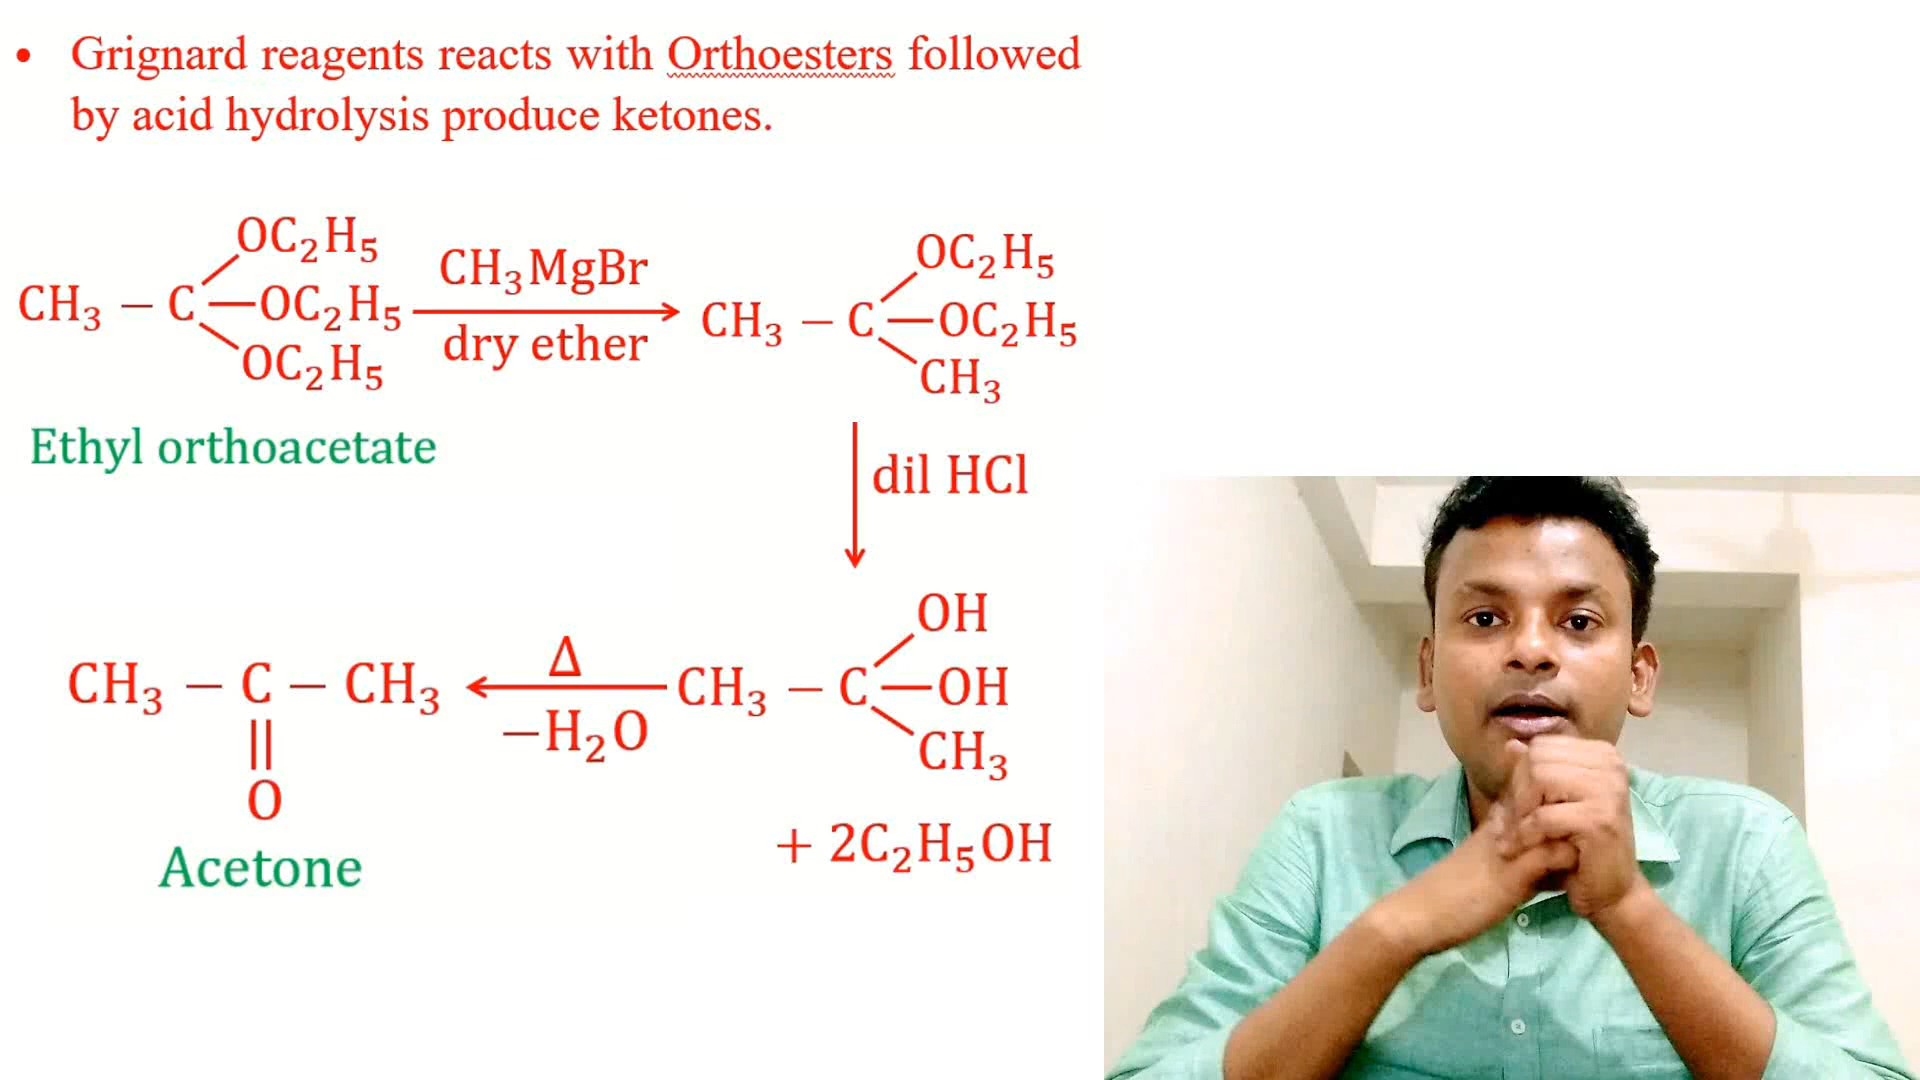 • Grignard reagents reacts with Orthoesters followed
by acid hydrolysis produce ketones.
OC₂H₅
CH₃ − C — OC₂H₅
OC₂H₅
Ethyl orthoacetate
CH₃MgBr
dry ether
OC₂H₅
CH₃ − C — OC₂H₅
CH₃
dil HCl
OH
CH₃ − C — OH
CH₃
+ 2C₂H₅OH
Δ
−H₂O
CH₃ − C − CH₃
||
O
Acetone